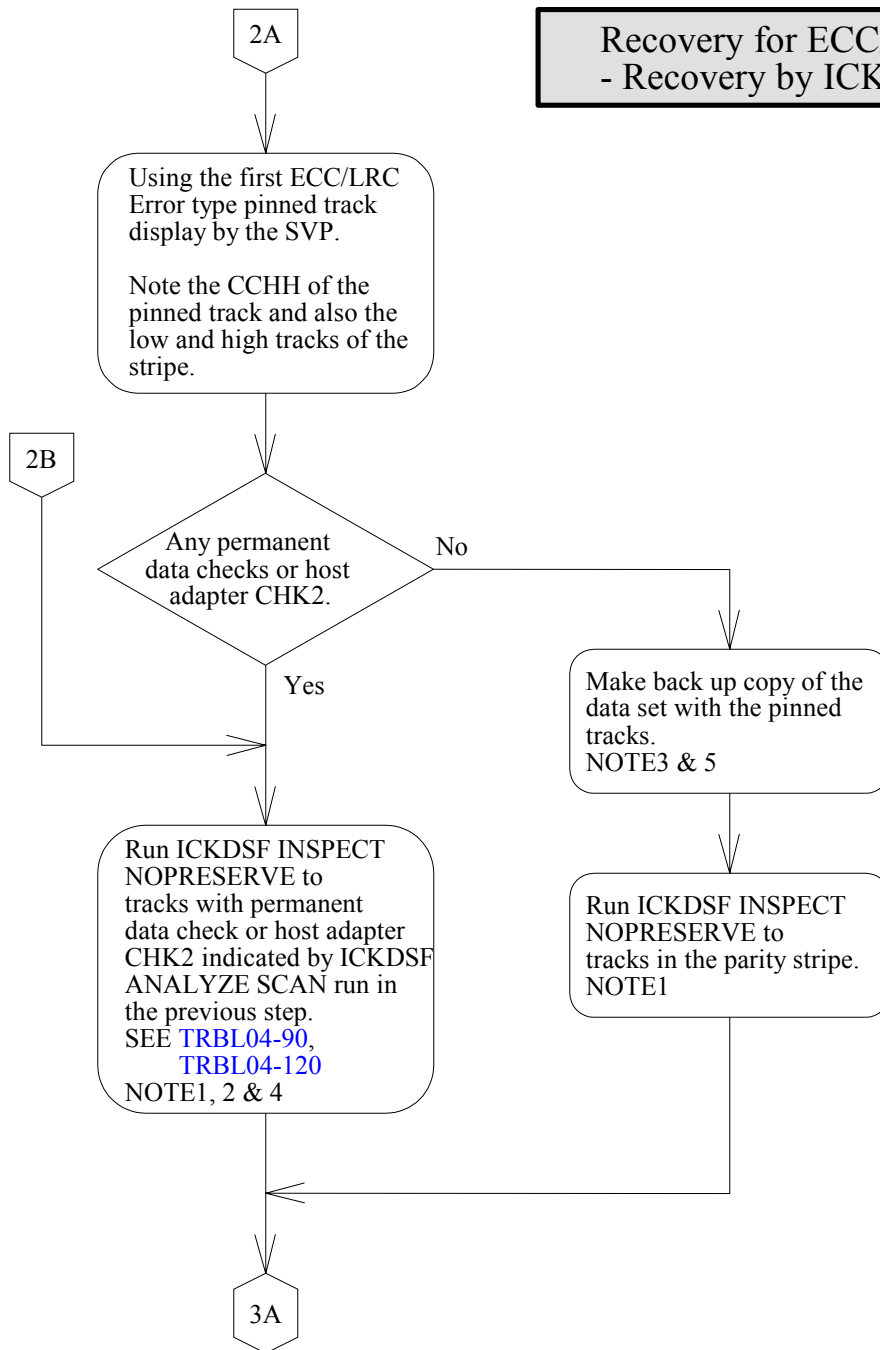 2A
Recovery for ECC
- Recovery by ICK
Using the first ECC/LRC
Error type pinned track
display by the SVP.
Note the CCHH of the
pinned track and also the
low and high tracks of the
stripe.
2B
Any permanent
data checks or host
adapter CHK2.
No
Yes
Make back up copy of the
data set with the pinned
tracks.
NOTE3 & 5
Run ICKDSF INSPECT
NOPRESERVE to
tracks with permanent
data check or host adapter
CHK2 indicated by ICKDSF
ANALYZE SCAN run in
the previous step.
SEE TRBL04-90,
TRBL04-120
NOTE1, 2 & 4
Run ICKDSF INSPECT
NOPRESERVE to
tracks in the parity stripe.
NOTE1
3A